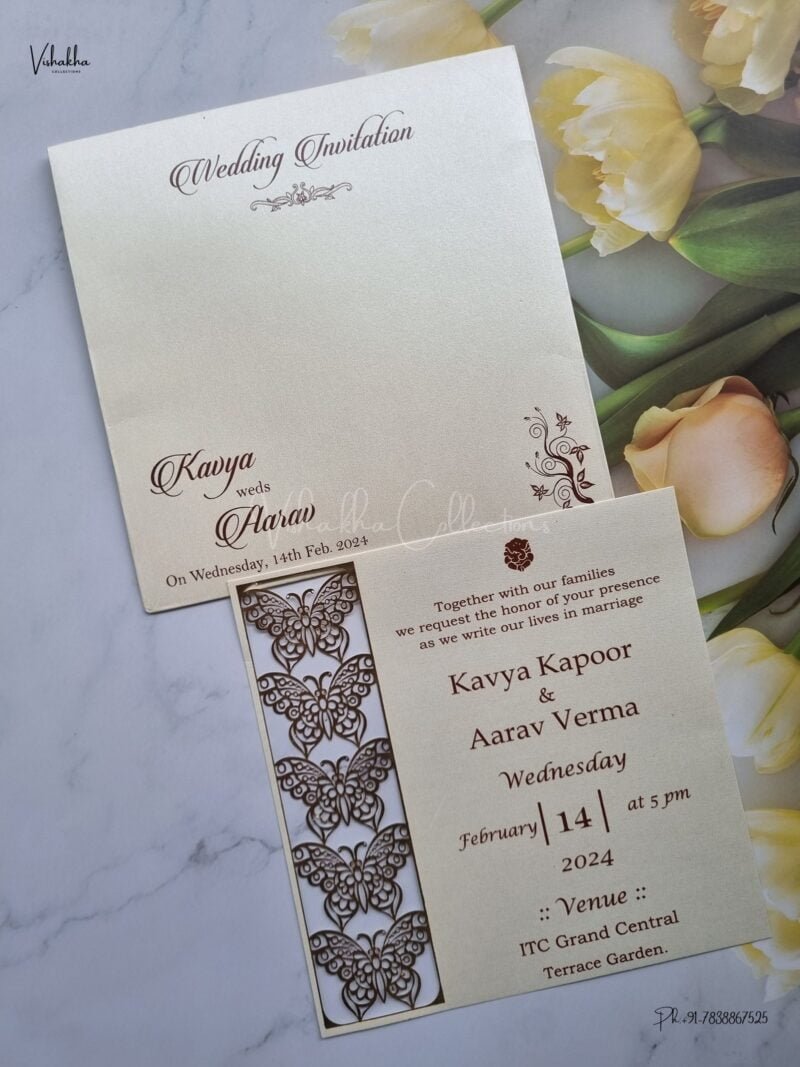 Vishakha
COLLECTIONS
Wedding Invitation
Kavya
weds
Aarav
On Wednesday, 14th Feb. 2024
Vishakha Collections
Together with our families
we request the honor of your presence
as we write our lives in marriage
Kavya Kapoor
&
Aarav Verma
Wednesday
February 14 at 5 pm
2024
:: Venue ::
ITC Grand Central
Terrace Garden.
Ph.+91-7838867525